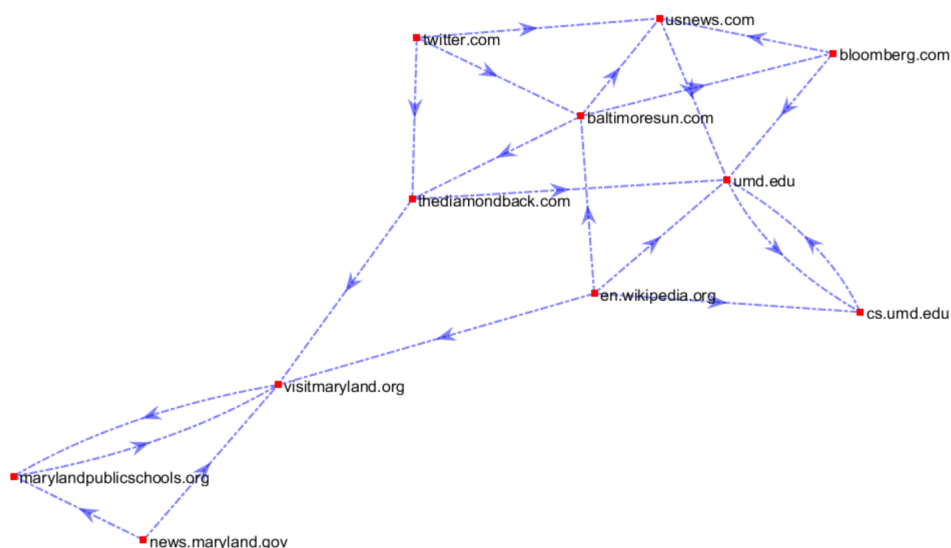 usnews.com
twitter.com
bloomberg.com
baltimoresun.com
umd.edu
thediamondback.com
en.wikipedia.org
cs.umd.edu
visitmaryland.org
marylandpublicschools.org
news.maryland.gov